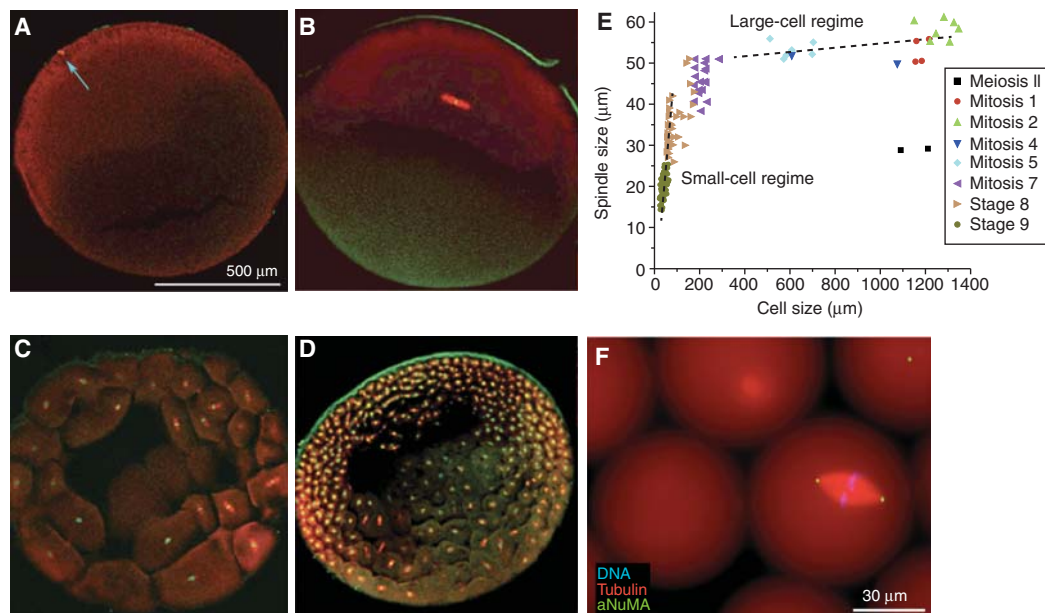 A
500 µm
B
E
Spindle size (µm)
60
50
40
30
20
10
0
0 200 400 600 800 1000 1200 1400
Cell size (µm)
Large-cell regime
Small-cell regime
Meiosis II
Mitosis 1
Mitosis 2
Mitosis 4
Mitosis 5
Mitosis 7
Stage 8
Stage 9
C
D
F
DNA
Tubulin
aNuMA
30 µm